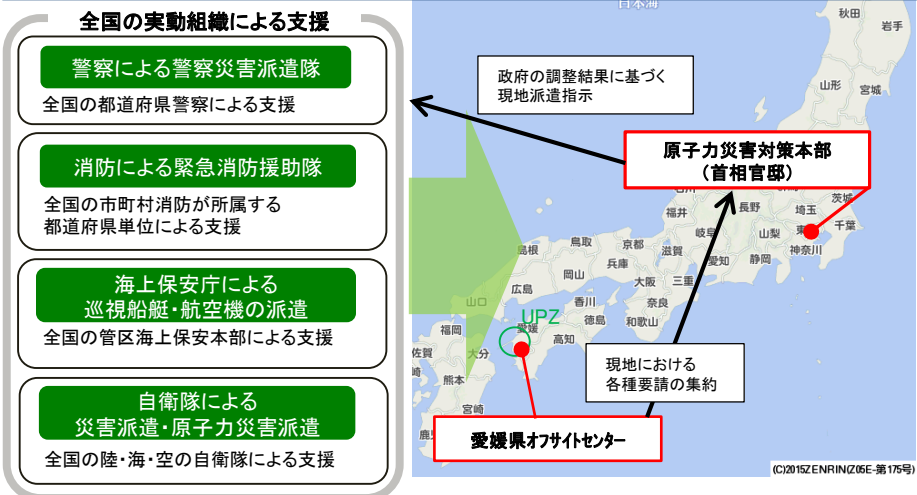 全国の実動組織による支援
警察による警察災害派遣隊
全国の都道府県警察による支援
消防による緊急消防援助隊
全国の市町村消防が所属する
都道府県単位による支援
海上保安庁による
巡視船艇・航空機の派遣
全国の管区海上保安本部による支援
自衛隊による
災害派遣・原子力災害派遣
全国の陸・海・空の自衛隊による支援
日本海
秋田
岩手
山形
宮城
政府の調整結果に基づく
現地派遣指示
原子力災害対策本部
（首相官邸）
茨城
福井
長野
埼玉
千葉
岐阜
山梨
神奈川
島根
鳥取
京都
滋賀
愛知
静岡
兵庫
岡山
大阪
三重
広島
奈良
山口
香川
徳島
和歌山
UPZ
愛媛
高知
福岡
大分
佐賀
熊本
宮崎
現地における
各種要請の集約
愛媛県オフサイトセンター
(C)2015ZENRIN(Z05E-第175号)